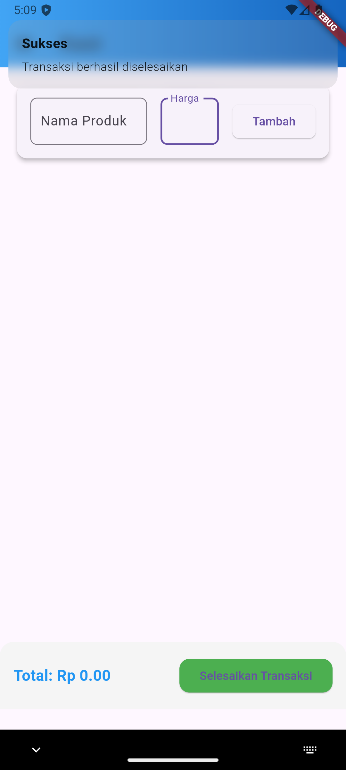 5:09
DEBUG
Sukses
Transaksi berhasil diselesaikan
Harga
Nama Produk
Tambah
Total: Rp 0.00
Selesaikan Transaksi